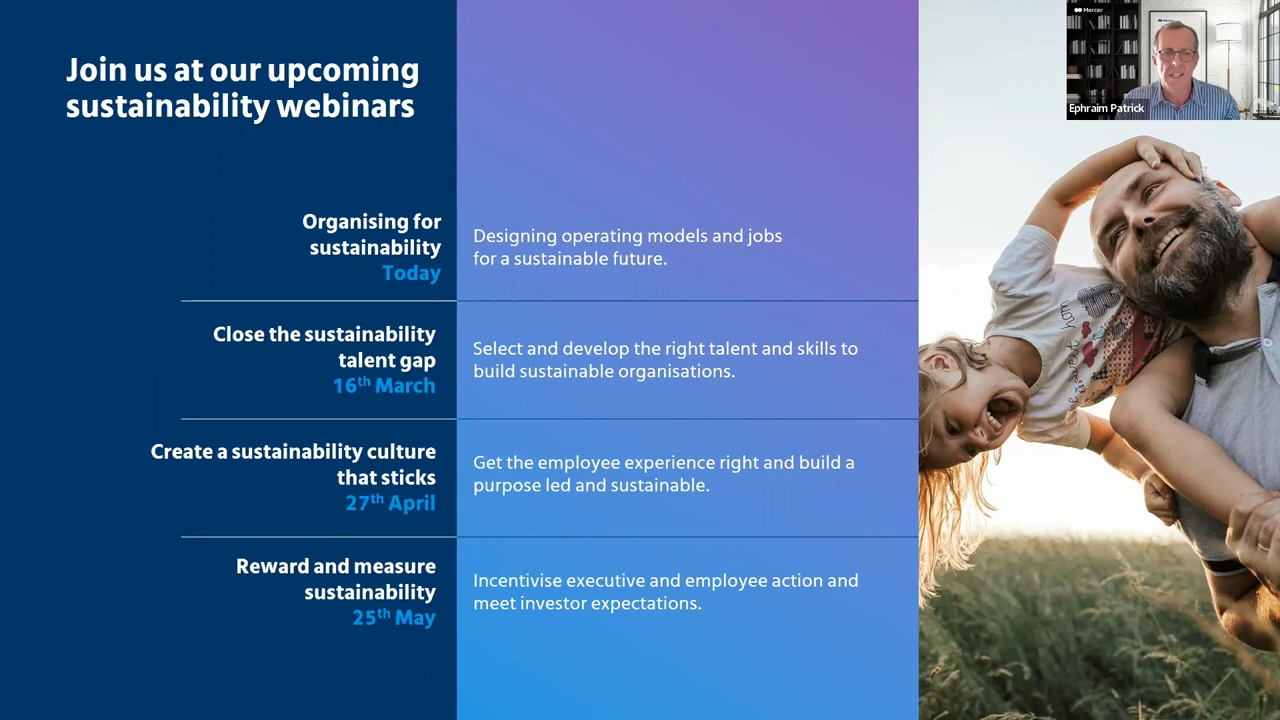 Join us at our upcoming
sustainability webinars
Organising for
sustainability
Today
Designing operating models and jobs
for a sustainable future.
Close the sustainability
talent gap
16th March
Select and develop the right talent and skills to
build sustainable organisations.
Create a sustainability culture
that sticks
27th April
Get the employee experience right and build a
purpose led and sustainable.
Reward and measure
sustainability
25th May
Incentivise executive and employee action and
meet investor expectations.
Mercer
Ephraim Patrick
sweet hom